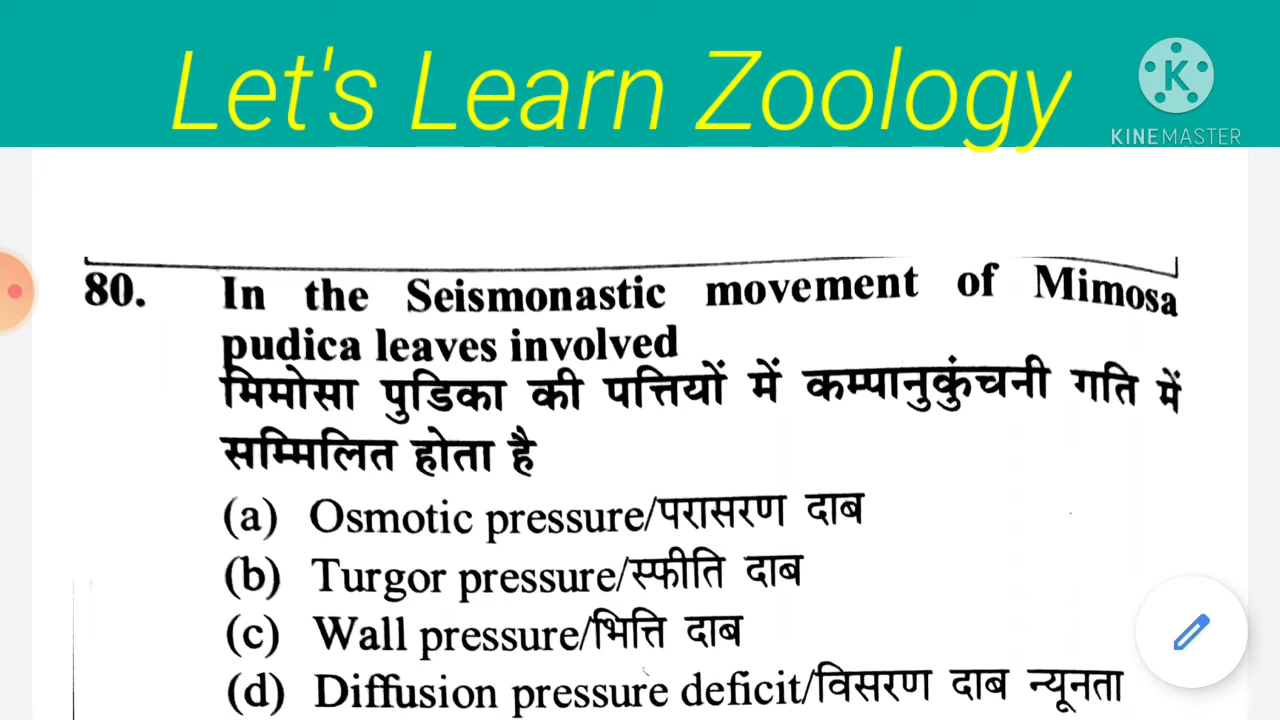 Let's Learn Zoology
K
KINEMASTER
80. In the Seismonastic movement of Mimosa
pudica leaves involved
मिमोसा पुडिका की पत्तियों में कम्पानुकुंचनी गति में
सम्मिलित होता है
(a) Osmotic pressure/परासरण दाब
(b) Turgor pressure/स्फीति दाब
(c) Wall pressure/भित्ति दाब
(d) Diffusion pressure deficit/विसरण दाब न्यूनता